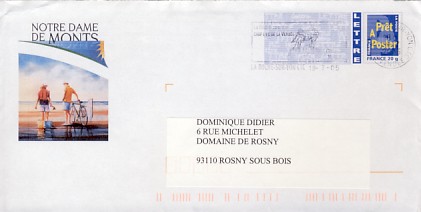 NOTRE DAME
DE MONTS
LETTRE
Prêt
A
Poster
FRANCE 20 g
DOMINIQUE DIDIER
6 RUE MICHELET
DOMAINE DE ROSNY
93110 ROSNY SOUS BOIS